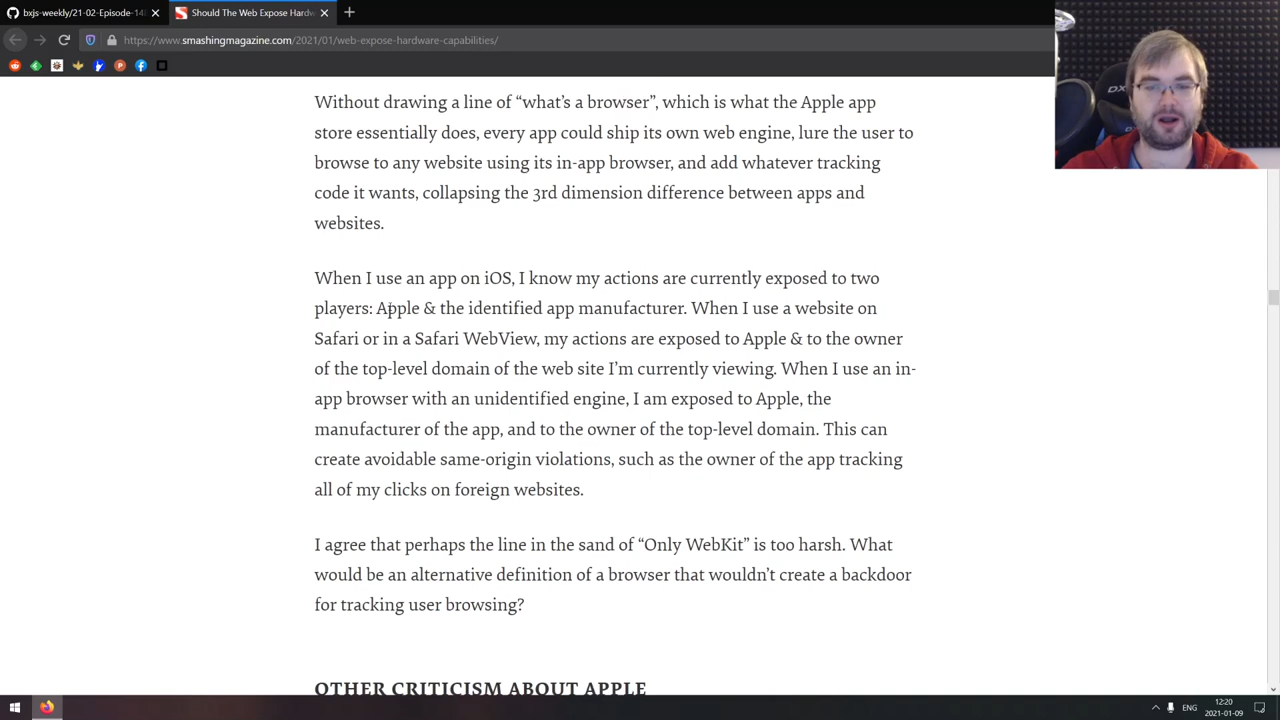 bxjs-weekly/21-02-Episode-148
Should The Web Expose Hardw
https://www.smashingmagazine.com/2021/01/web-expose-hardware-capabilities/
Without drawing a line of “what’s a browser”, which is what the Apple app
store essentially does, every app could ship its own web engine, lure the user to
browse to any website using its in-app browser, and add whatever tracking
code it wants, collapsing the 3rd dimension difference between apps and
websites.
When I use an app on iOS, I know my actions are currently exposed to two
players: Apple & the identified app manufacturer. When I use a website on
Safari or in a Safari WebView, my actions are exposed to Apple & to the owner
of the top-level domain of the web site I’m currently viewing. When I use an in-
app browser with an unidentified engine, I am exposed to Apple, the
manufacturer of the app, and to the owner of the top-level domain. This can
create avoidable same-origin violations, such as the owner of the app tracking
all of my clicks on foreign websites.
I agree that perhaps the line in the sand of “Only WebKit” is too harsh. What
would be an alternative definition of a browser that wouldn’t create a backdoor
for tracking user browsing?
OTHER CRITICISM ABOUT APPLE
ENG
12:20
2021-01-09